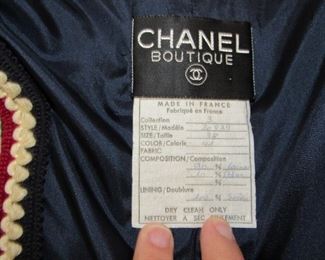 CHANEL
BOUTIQUE
MADE IN FRANCE
Fabriqué en France
Collection
STYLE/Modèle
SIZE/Taille 38
COLOR/Coloris
FABRIC
COMPOSITION/Composition
%
%
LINING/Doublure
%
DRY CLEAN ONLY
NETTOYER A SEC SEULEMENT